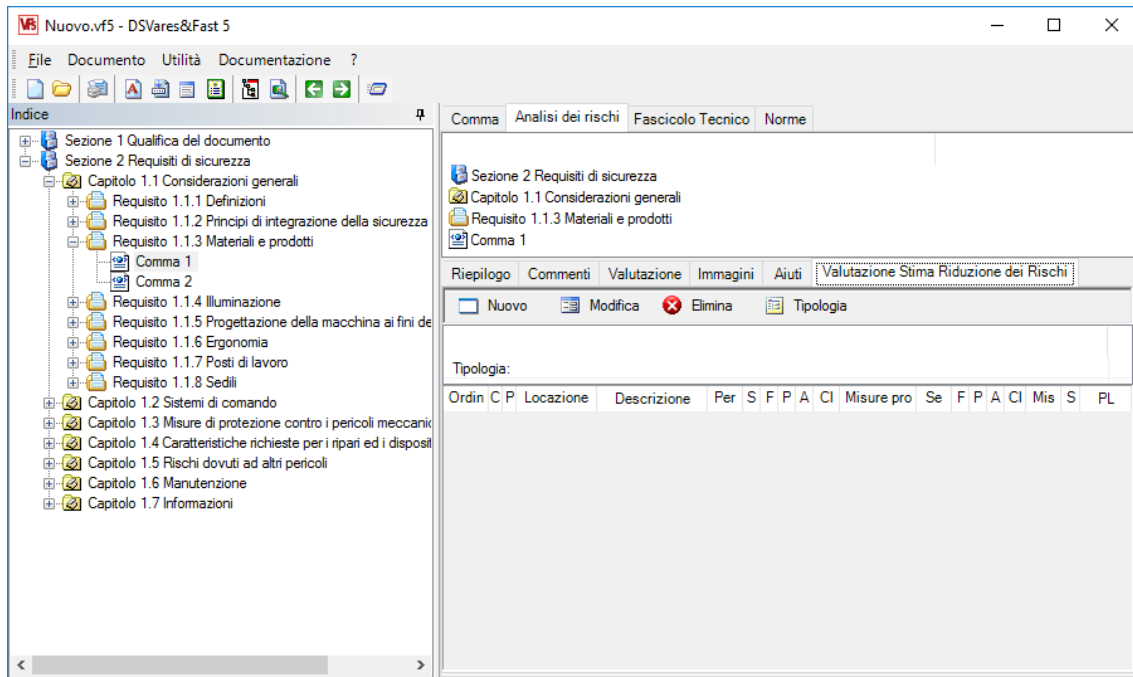 VF5 Nuovo.vf5 - DSVares&Fast 5
File Documento Utilità Documentazione ?
Indice
Sezione 1 Qualifica del documento
Sezione 2 Requisiti di sicurezza
Capitolo 1.1 Considerazioni generali
Requisito 1.1.1 Definizioni
Requisito 1.1.2 Principi di integrazione della sicurezza
Requisito 1.1.3 Materiali e prodotti
Comma 1
Comma 2
Requisito 1.1.4 Illuminazione
Requisito 1.1.5 Progettazione della macchina ai fini de
Requisito 1.1.6 Ergonomia
Requisito 1.1.7 Posti di lavoro
Requisito 1.1.8 Sedili
Capitolo 1.2 Sistemi di comando
Capitolo 1.3 Misure di protezione contro i pericoli meccanic
Capitolo 1.4 Caratteristiche richieste per i ripari ed i disposit
Capitolo 1.5 Rischi dovuti ad altri pericoli
Capitolo 1.6 Manutenzione
Capitolo 1.7 Informazioni
Comma Analisi dei rischi Fascicolo Tecnico Norme
Sezione 2 Requisiti di sicurezza
Capitolo 1.1 Considerazioni generali
Requisito 1.1.3 Materiali e prodotti
Comma 1
Riepilogo Commenti Valutazione Immagini Aiuti Valutazione Stima Riduzione dei Rischi
Nuovo Modifica Elimina Tipologia
Tipologia:
Ordin C P Locazione Descrizione Per S F P A Cl Misure pro Se F P A Cl Mis S PL